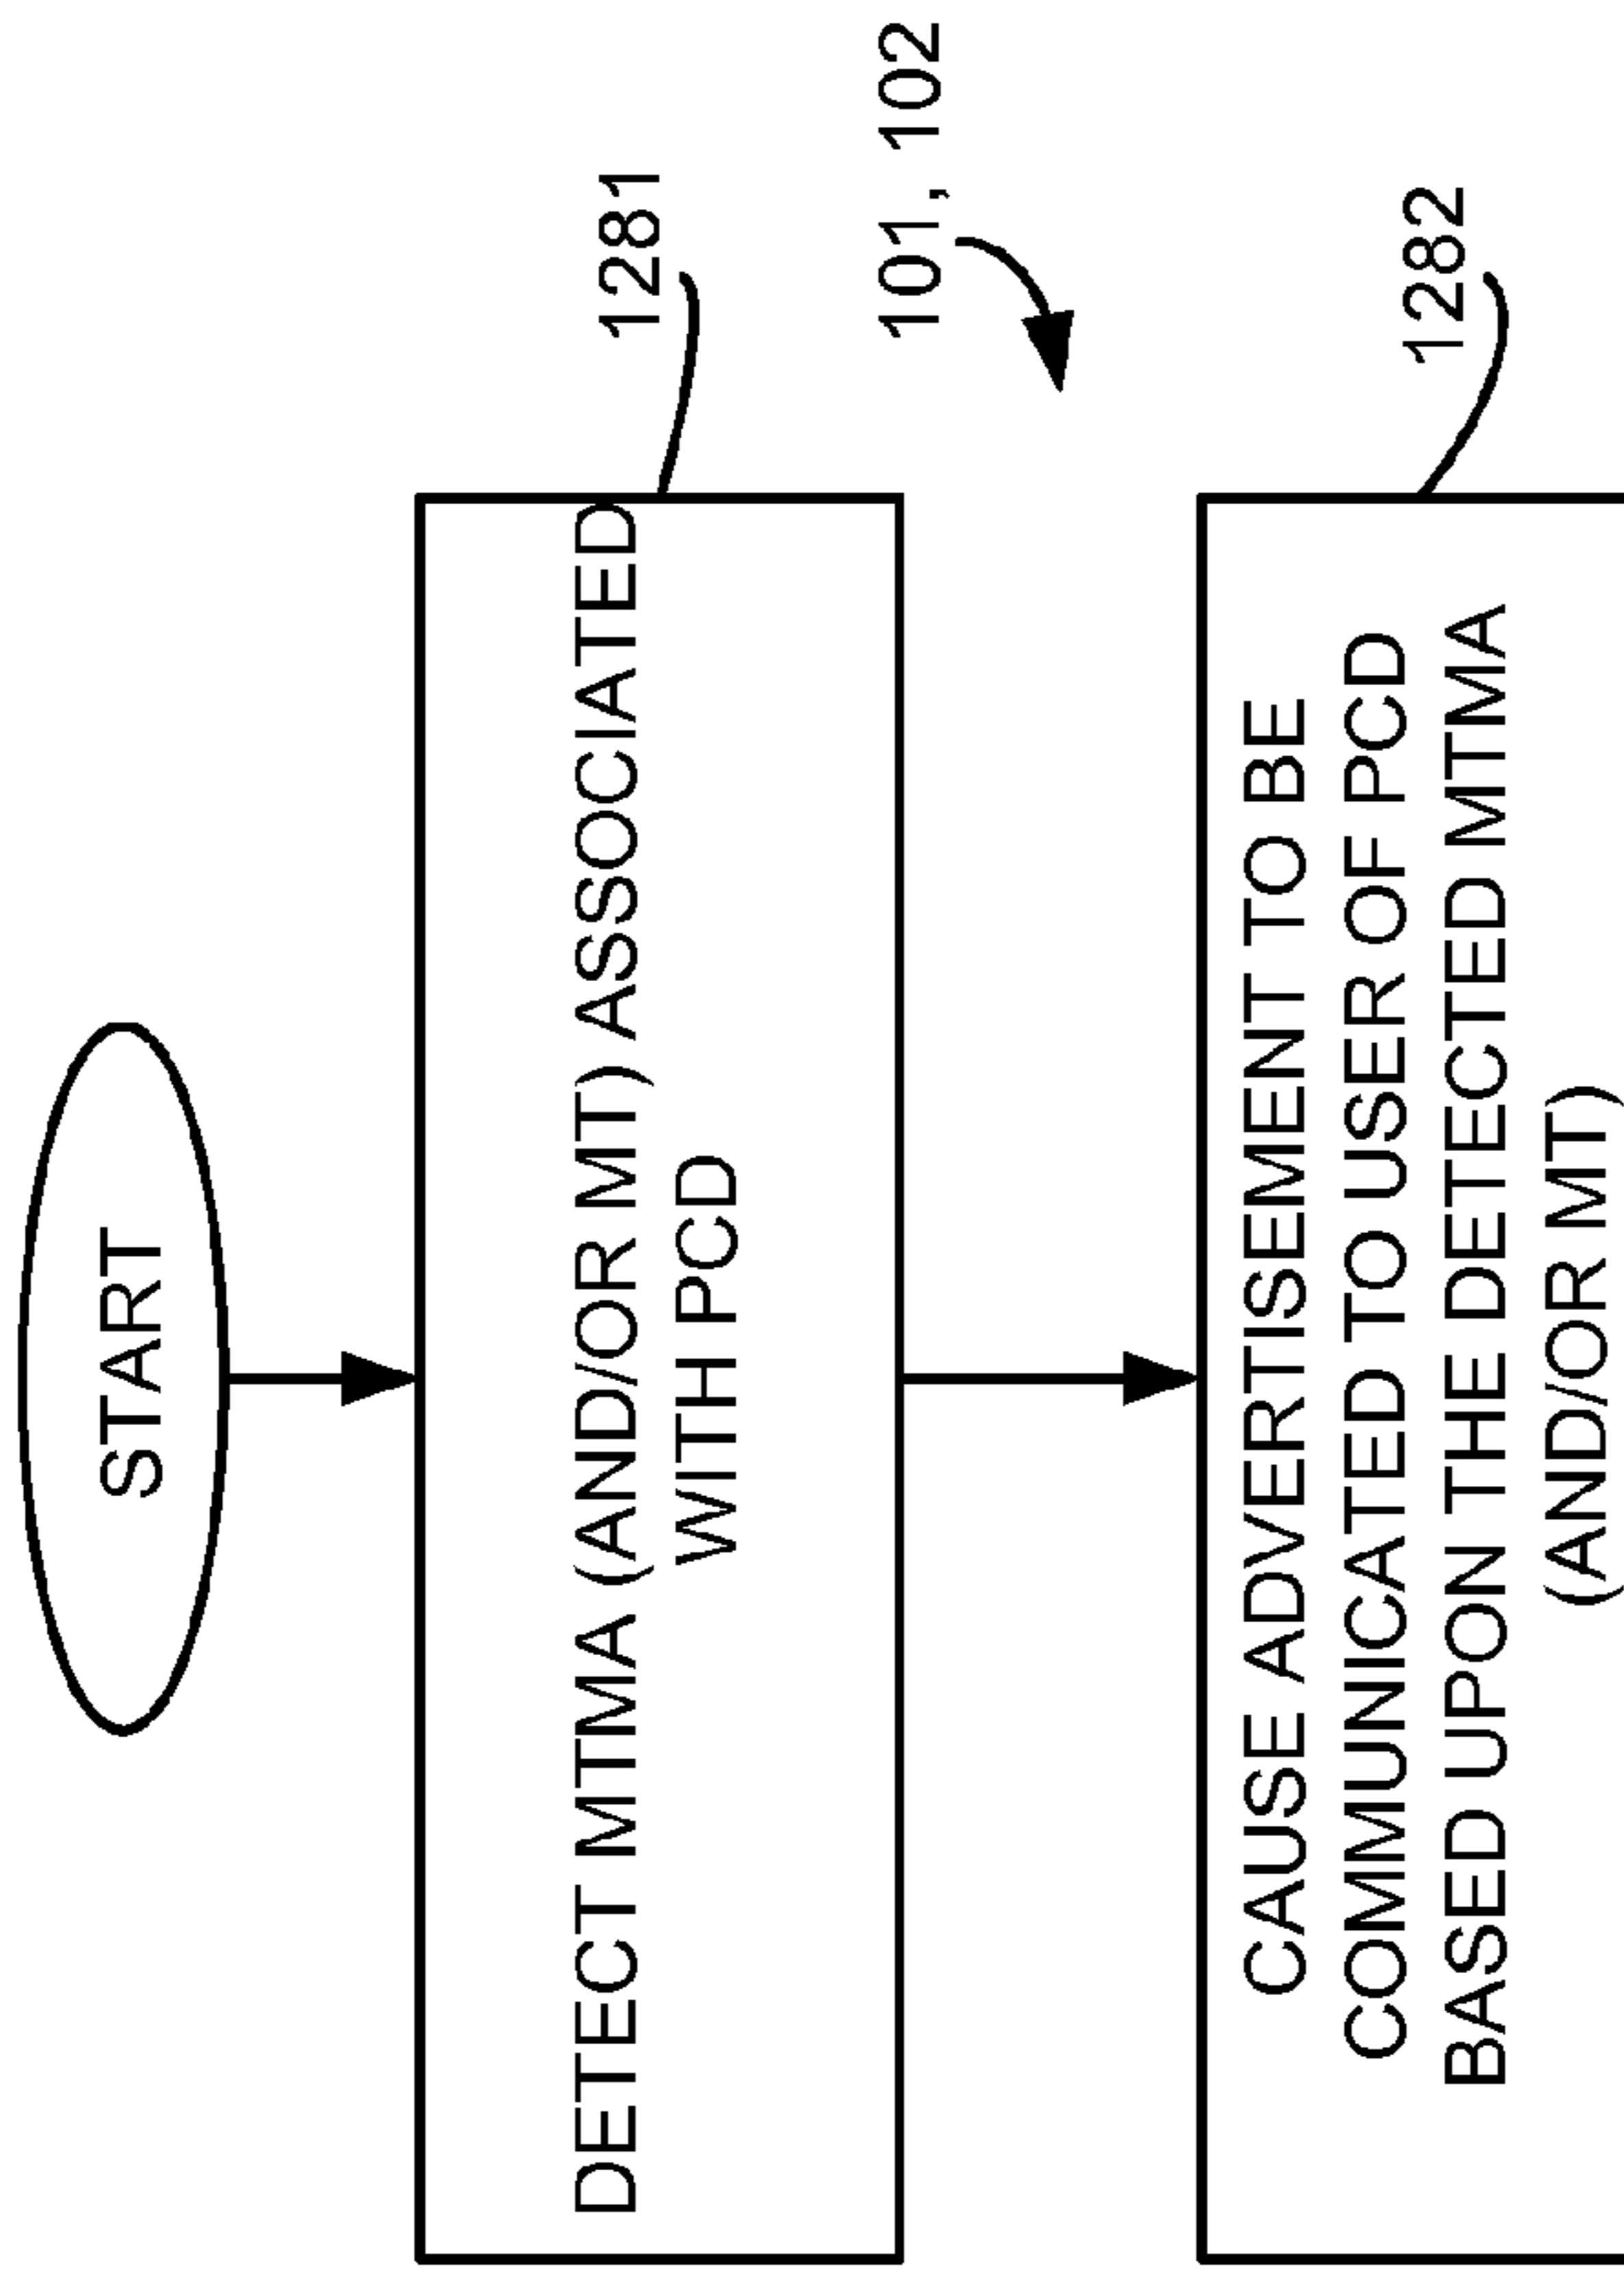 START
1281
DETECT MTMA (AND/OR MT) ASSOCIATED
WITH PCD
101, 102
1282
CAUSE ADVERTISEMENT TO BE
COMMUNICATED TO USER OF PCD
BASED UPON THE DETECTED MTMA
(AND/OR MT)